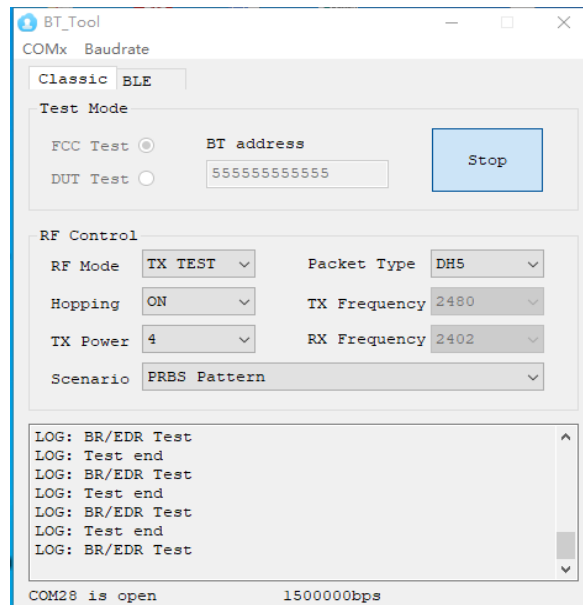 BT_Tool
COMx Baudrate
Classic BLE
Test Mode
FCC Test BT address
Stop
DUT Test 555555555555
RF Control
RF Mode TX TEST Packet Type DH5
Hopping ON TX Frequency 2480
TX Power 4 RX Frequency 2402
Scenario PRBS Pattern
LOG: BR/EDR Test
LOG: Test end
LOG: BR/EDR Test
LOG: Test end
LOG: BR/EDR Test
LOG: Test end
LOG: BR/EDR Test
COM28 is open 1500000bps